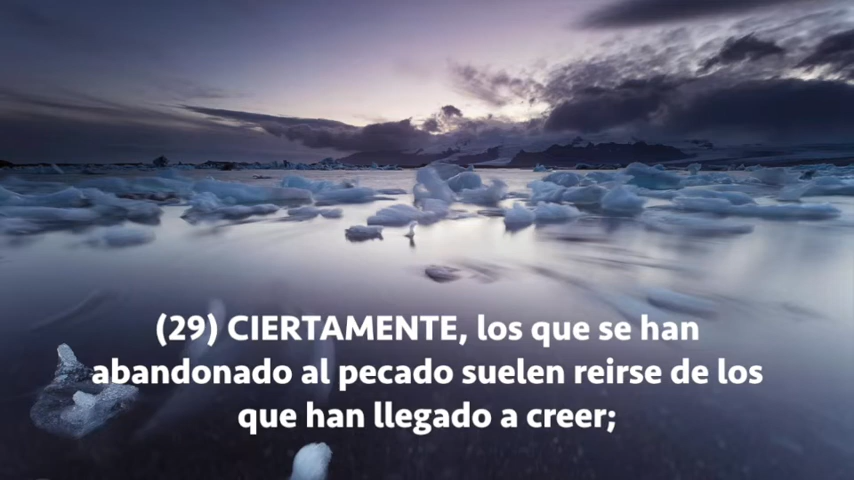 (29) CIERTAMENTE, los que se han
abandonado al pecado suelen reirse de los
que han llegado a creer;